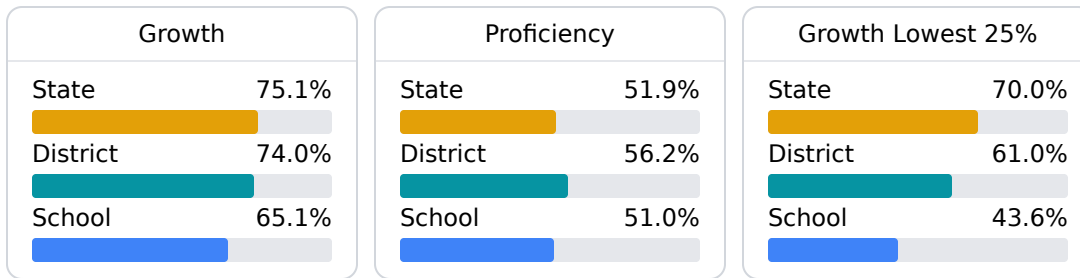 Growth
State 75.1%
District 74.0%
School 65.1%
Proficiency
State 51.9%
District 56.2%
School 51.0%
Growth Lowest 25%
State 70.0%
District 61.0%
School 43.6%